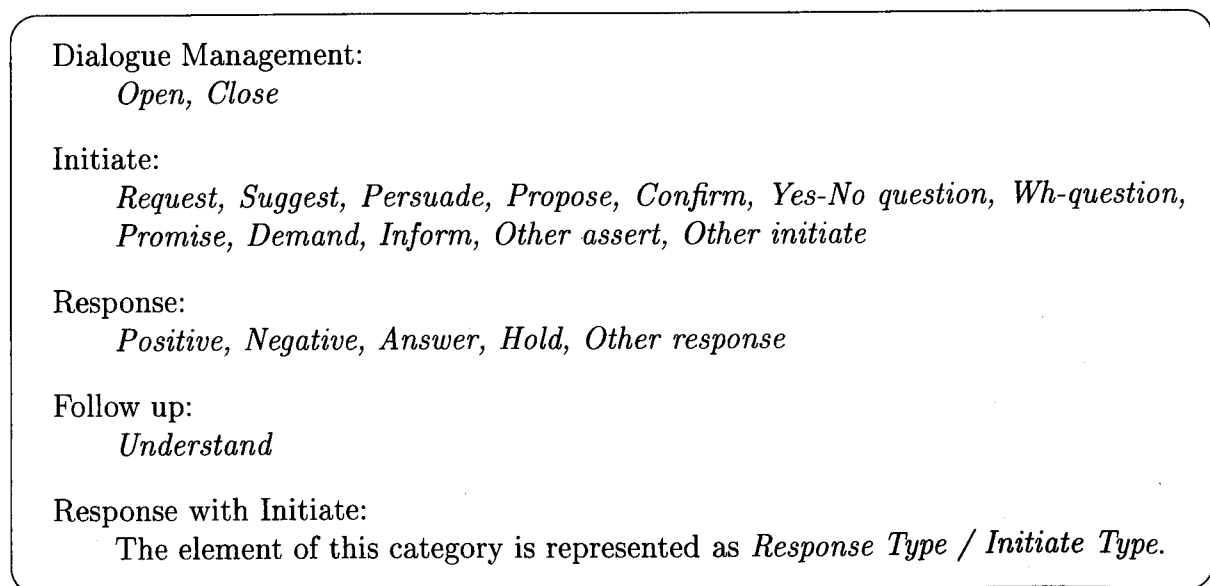 Dialogue Management:
Open, Close
Initiate:
Request, Suggest, Persuade, Propose, Confirm, Yes-No question, Wh-question,
Promise, Demand, Inform, Other assert, Other initiate
Response:
Positive, Negative, Answer, Hold, Other response
Follow up:
Understand
Response with Initiate:
The element of this category is represented as Response Type / Initiate Type.